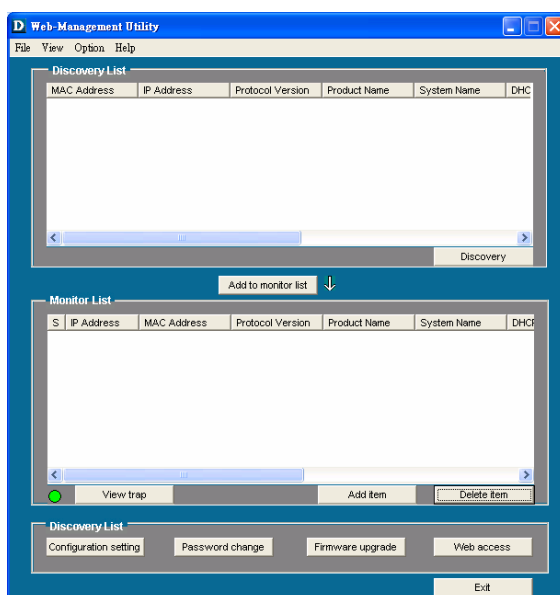 D Web-Management Utility
File View Option Help
Discovery List
MAC Address IP Address Protocol Version Product Name System Name DHC
Discovery
Add to monitor list
Monitor List
S IP Address MAC Address Protocol Version Product Name System Name DHCP
View trap Add item Delete item
Discovery List
Configuration setting Password change Firmware upgrade Web access
Exit